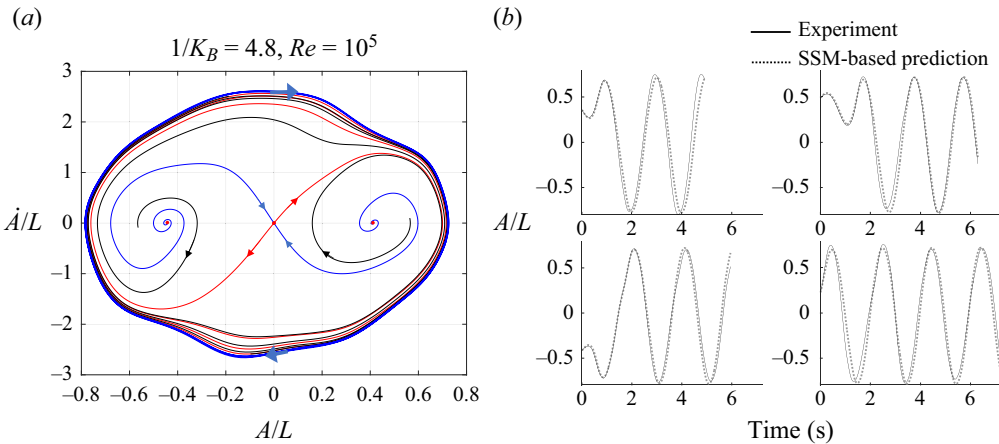 (a)
1/K_B = 4.8, Re = 10^5
3
2
1
0
–1
–2
–3
Ȧ/L
–0.8 –0.6 –0.4 –0.2 0 0.2 0.4 0.6 0.8
A/L
(b)
Experiment
SSM-based prediction
0.5
0
–0.5
0 2 4 6 8
0.5
0
–0.5
0 2 4 6
A/L
0.5
0
–0.5
0 2 4 6 8
0.5
0
–0.5
0 2 4 6
Time (s)